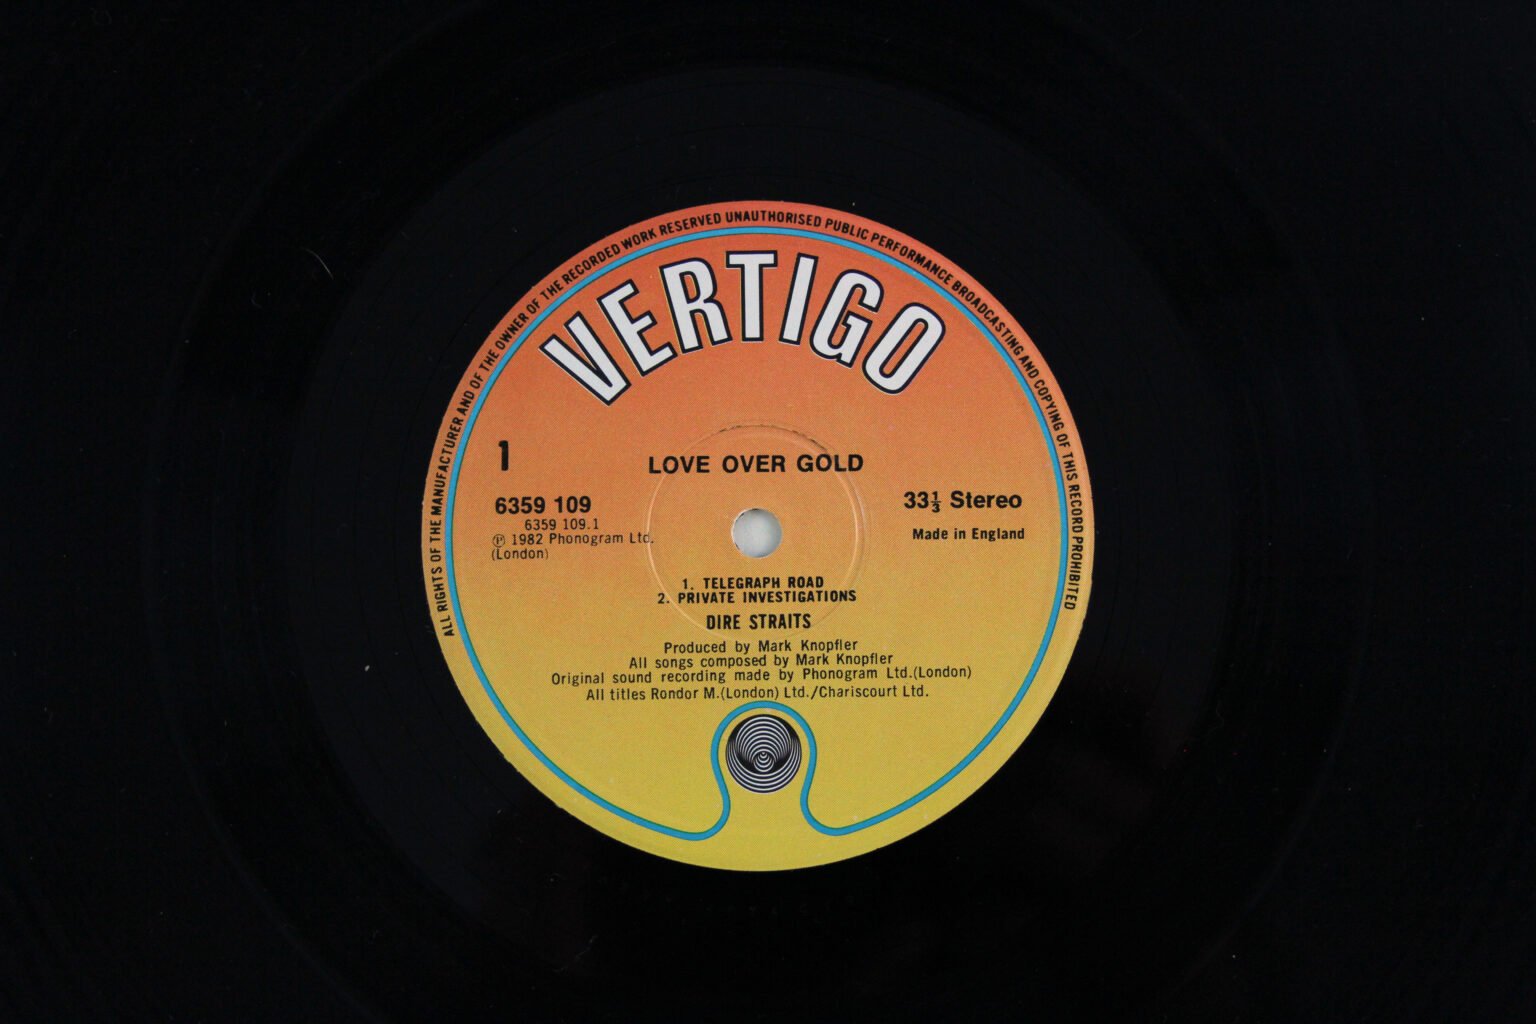 ALL RIGHTS OF THE MANUFACTURER AND OF THE OWNER OF THE RECORDED WORK RESERVED UNAUTHORISED PUBLIC PERFORMANCE BROADCASTING AND COPYING OF THIS RECORD PROHIBITED
VERTIGO
1
LOVE OVER GOLD
6359 109
6359 109.1
℗ 1982 Phonogram Ltd.
(London)
33⅓ Stereo
Made in England
1. TELEGRAPH ROAD
2. PRIVATE INVESTIGATIONS
DIRE STRAITS
Produced by Mark Knopfler
All songs composed by Mark Knopfler
Original sound recording made by Phonogram Ltd.(London)
All titles Rondor M.(London) Ltd./Chariscourt Ltd.